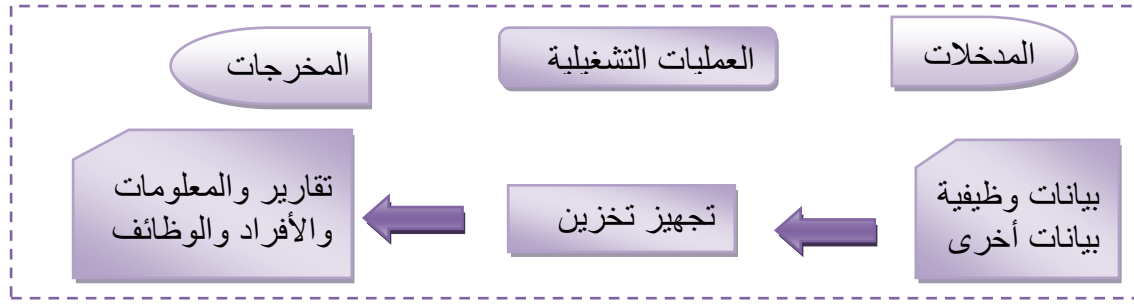 المدخلات
العمليات التشغيلية
المخرجات
بيانات وظيفية
بيانات أخرى
تجهيز تخزين
تقارير والمعلومات
والأفراد والوظائف